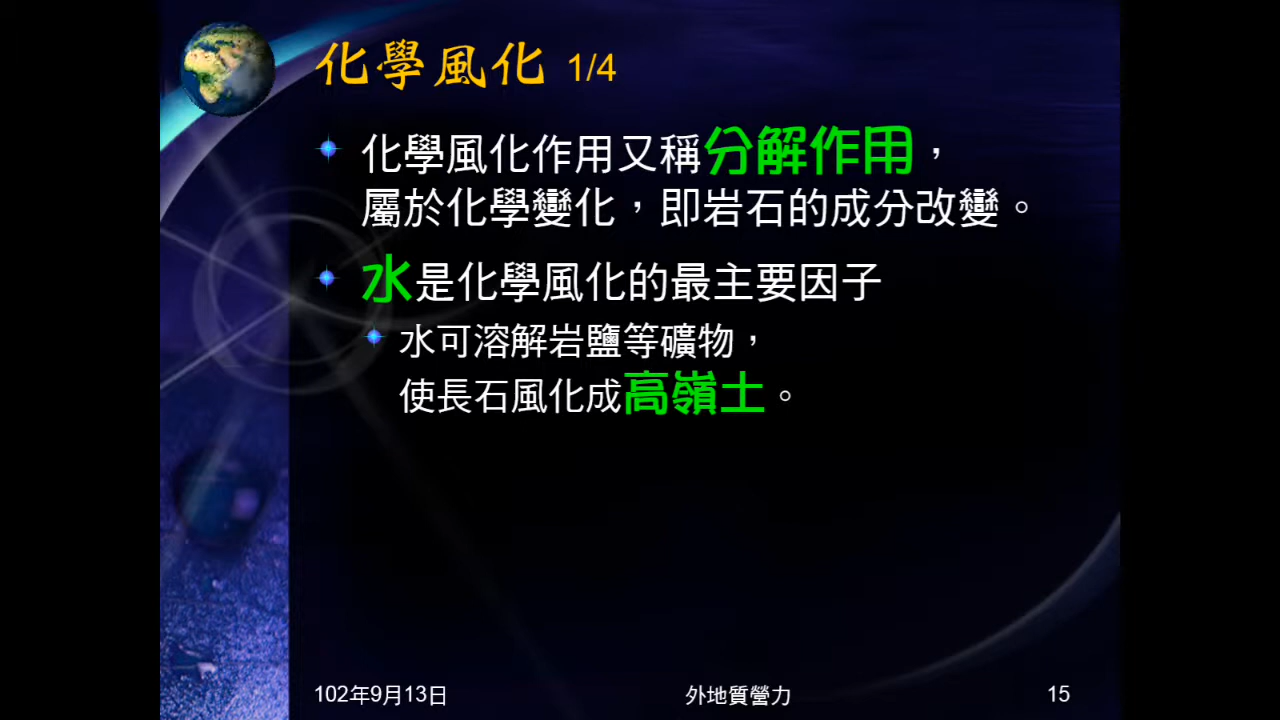 化學風化 1/4
化學風化作用又稱分解作用，
屬於化學變化，即岩石的成分改變。
水是化學風化的最主要因子
水可溶解岩鹽等礦物，
使長石風化成高嶺土。
102年9月13日
外地質營力
15